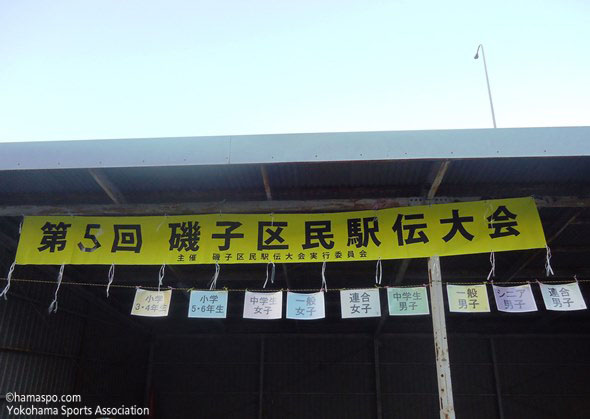 第5回 磯子区民駅伝大会
主催 磯子区民駅伝大会実行委員会
小学
3・4年生
小学
5・6年生
中学生
女子
一般
女子
連合
女子
中学生
男子
一般
男子
シニア
男子
連合
男子
©hamaspo.com
Yokohama Sports Association